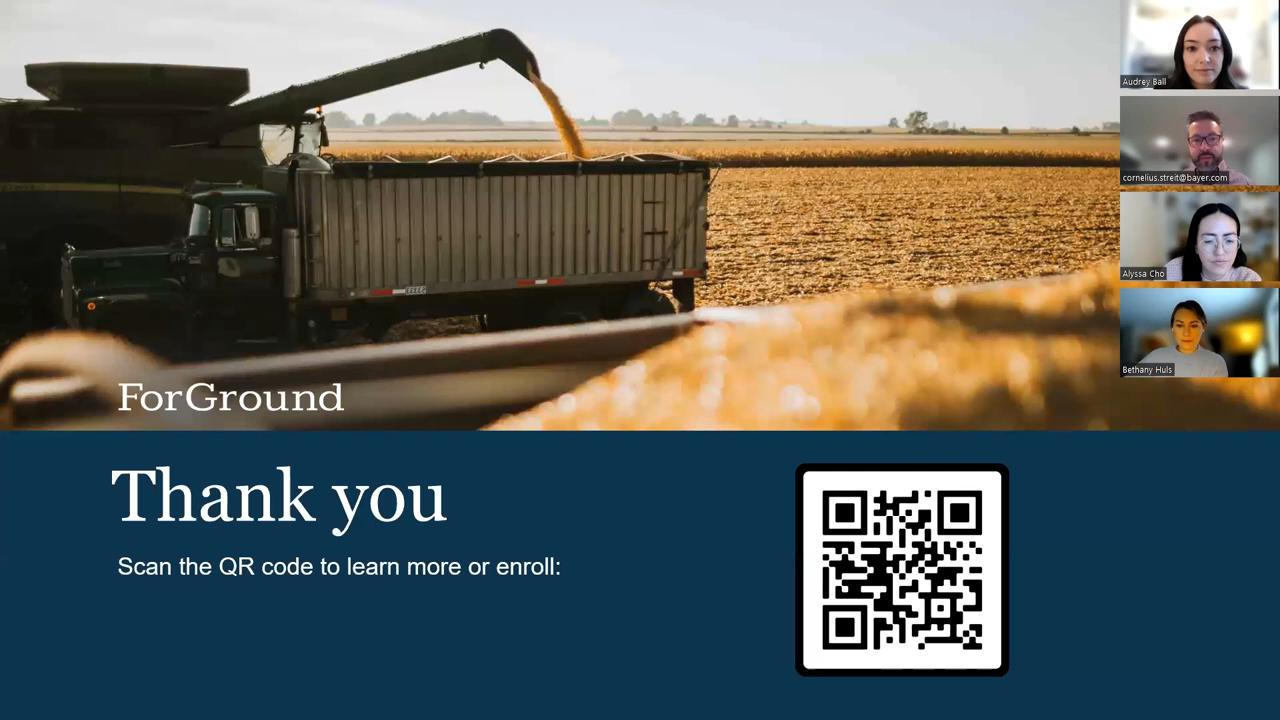 Audrey Ball
cornelius.streit@bayer.com
Alyssa Cho
Bethany Huls
ForGround
Thank you
Scan the QR code to learn more or enroll: